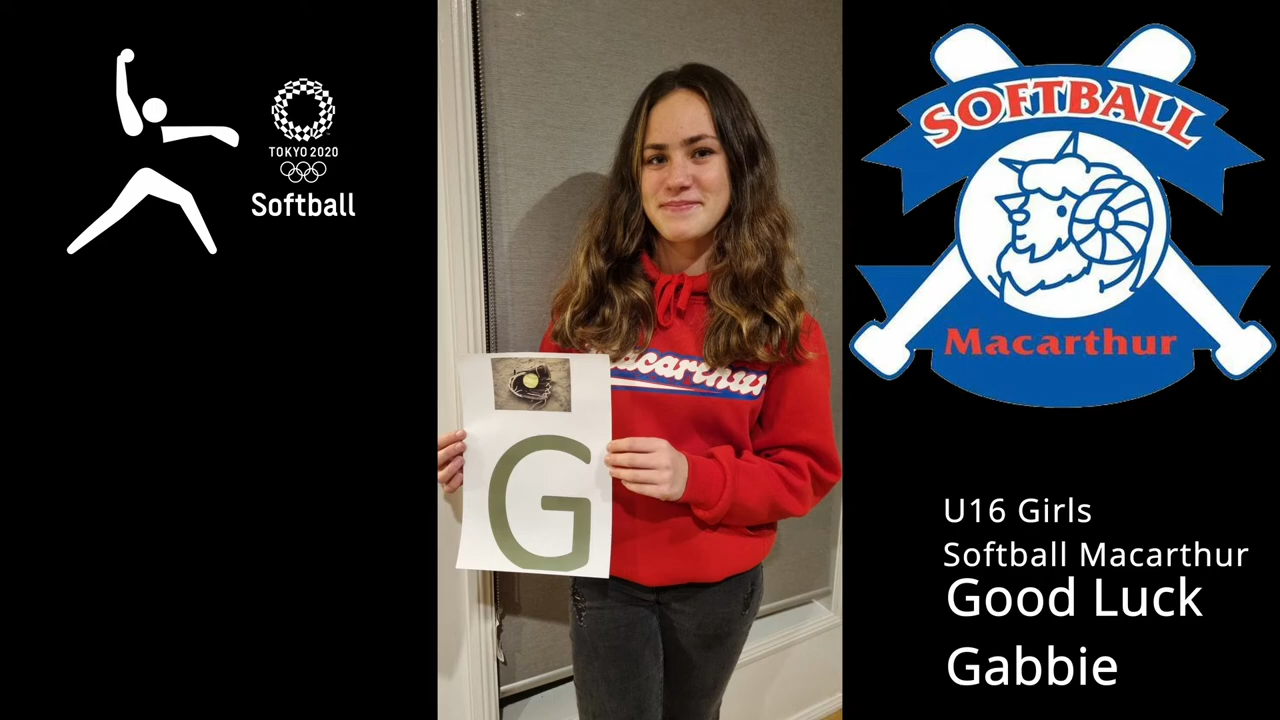 TOKYO 2020
Softball
Macarthur
G
SOFTBALL
Macarthur
U16 Girls
Softball Macarthur
Good Luck
Gabbie